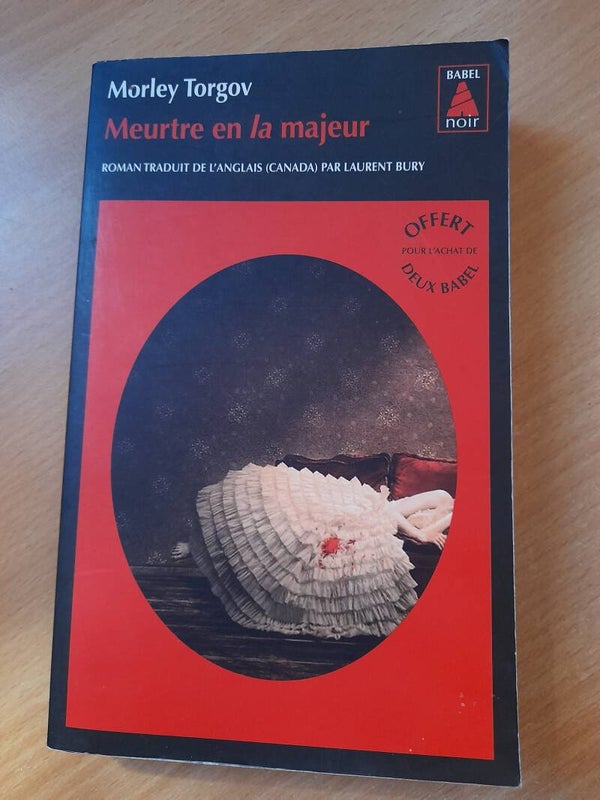 Morley Torgov
Meurtre en la majeur
ROMAN TRADUIT DE L'ANGLAIS (CANADA) PAR LAURENT BURY
BABEL
noir
OFFERT
POUR L'ACHAT DE
DEUX BABEL